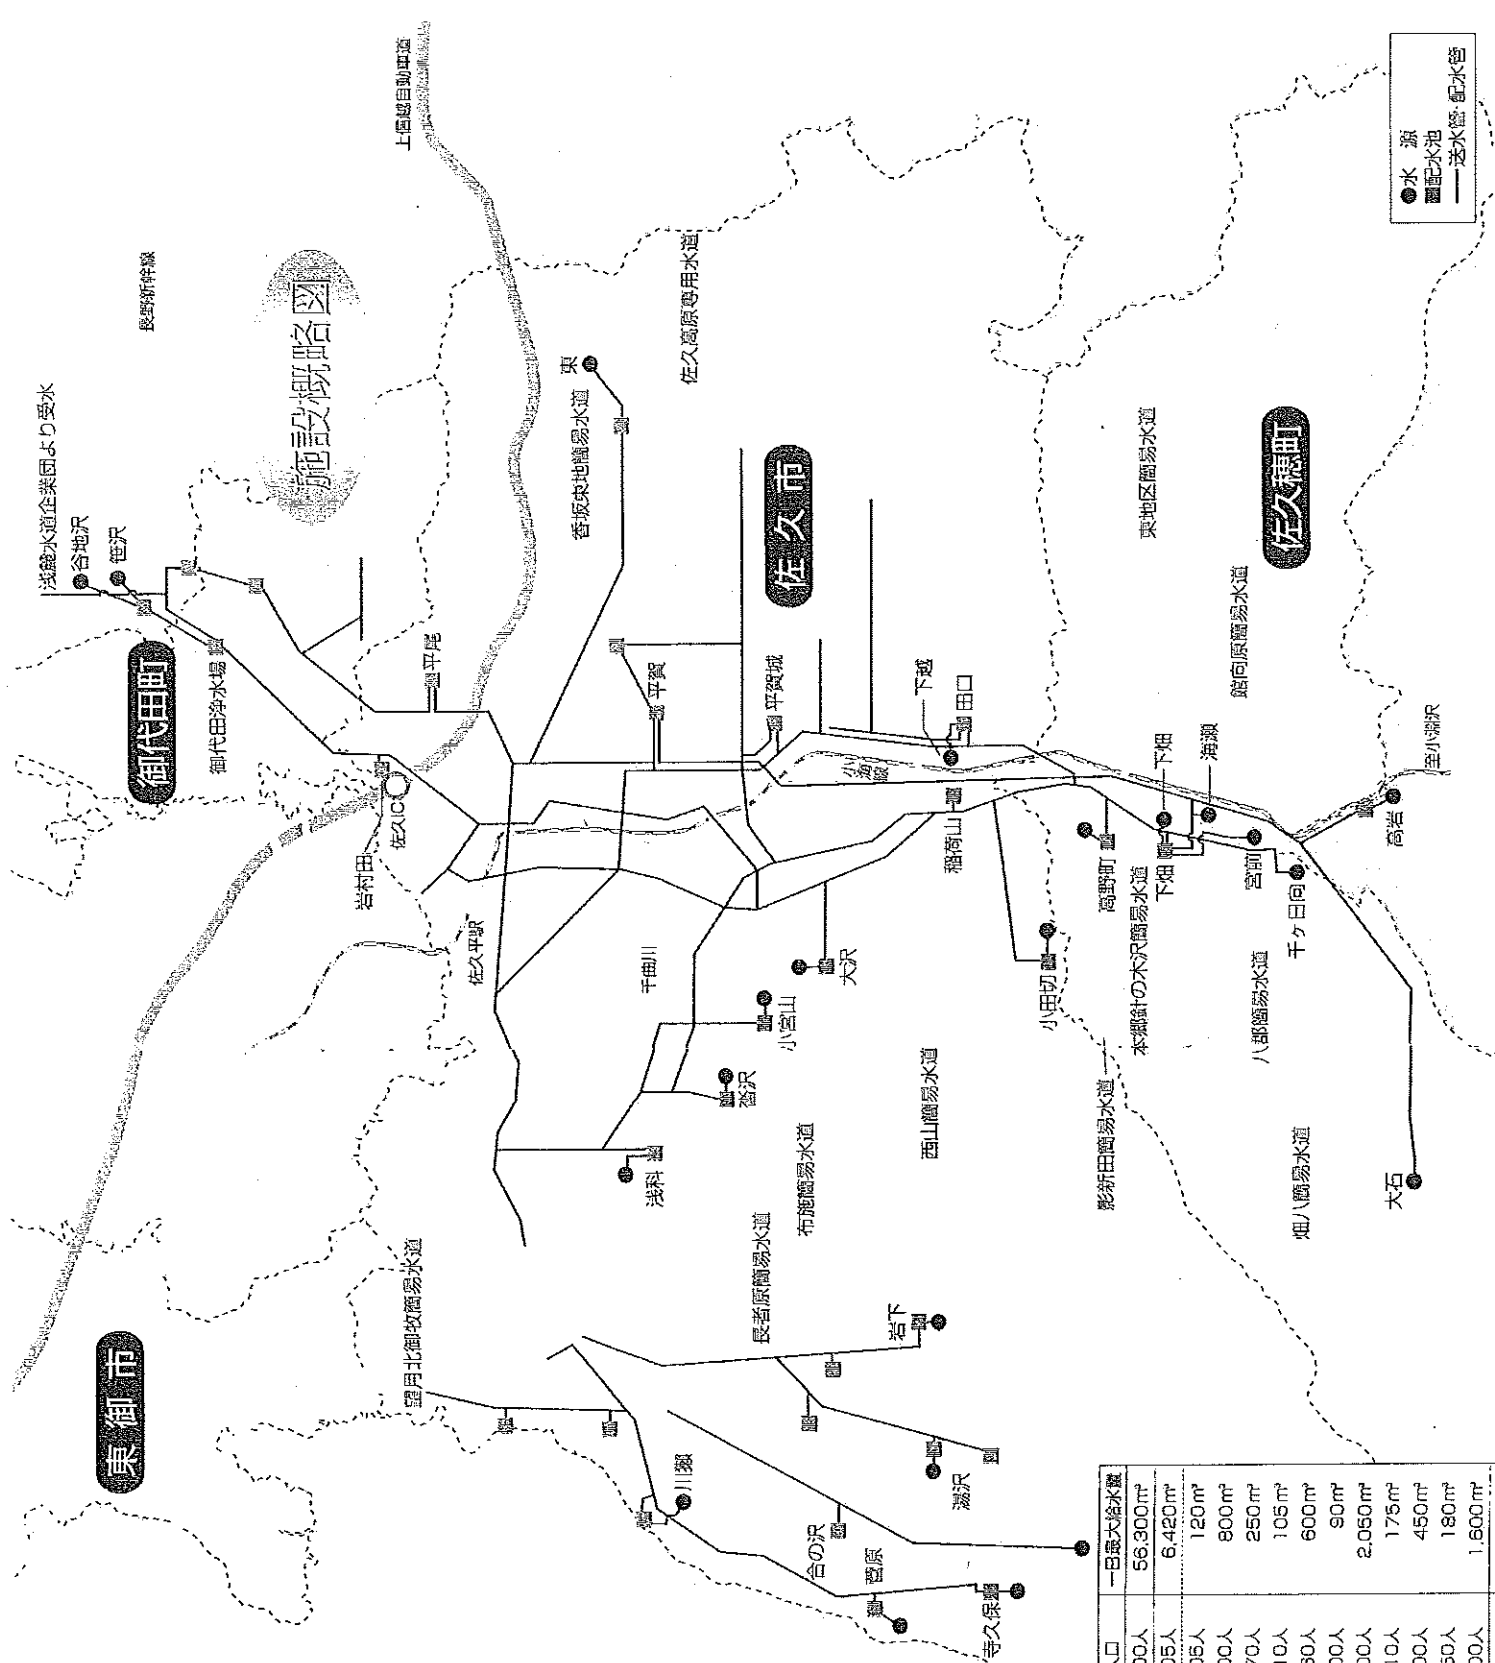 施設概略図
長野新幹線
上信越自動車道
浅麓水道企業団より受水
谷地沢
笹沢
御代田町
御代田浄水場
東御市
佐久IC
岩村田
平尾
佐久平駅
東
香坂東地簡易水道
佐久高原専用水道
佐久市
平賀
平賀城
千曲川
小海線
下越
田口
稲荷山
大沢
小宮山
沓沢
浅科
小田切
望月北御牧簡易水道
長者原簡易水道
布施簡易水道
西山簡易水道
岩下
湯沢
合の沢
菅原
寺久保
東地区簡易水道
館向原簡易水道
佐久穂町
下畑
海瀬
高野町
本郷針の木沢簡易水道
下畑
宮前
千ヶ日向
八郡簡易水道
影新田簡易水道
畑八簡易水道
高岩
至小淵沢
大石
水源
配水池
送水管・配水管
一日最大給水量
56,300m³
6,420m³
120m³
800m³
250m³
105m³
600m³
90m³
2,050m³
175m³
450m³
180m³
1,600m³